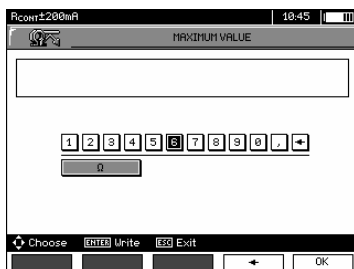 RCONT±200mA 10:45
MAXIMUM VALUE
1 2 3 4 5 6 7 8 9 0 , ←
Ω
Choose ENTER Write ESC Exit
← OK